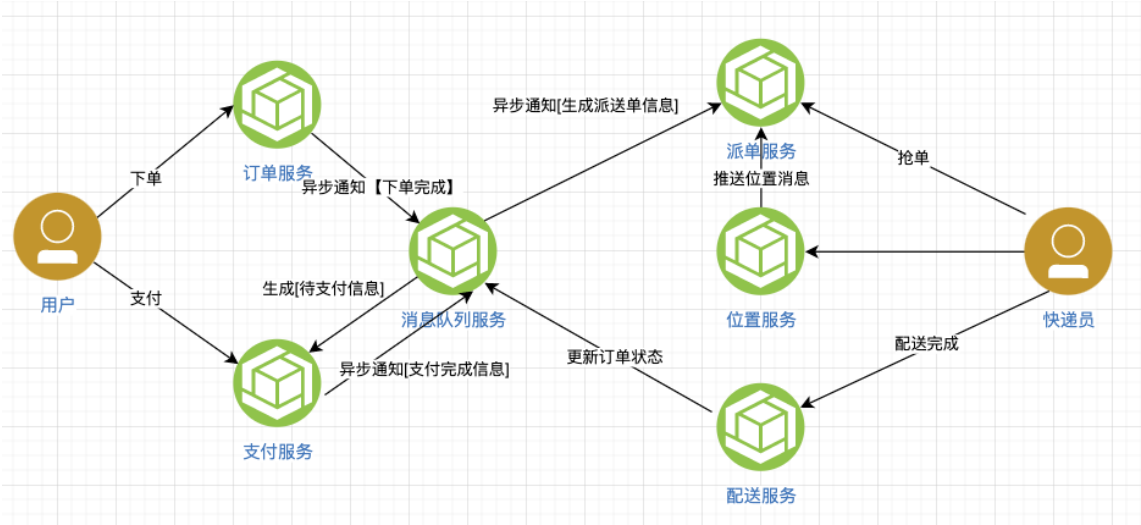 异步通知[生成派送单信息]
派单服务
抢单
下单
订单服务
异步通知【下单完成】
推送位置消息
用户
支付
生成[待支付信息]
消息队列服务
位置服务
快递员
异步通知[支付完成信息]
更新订单状态
配送完成
支付服务
配送服务